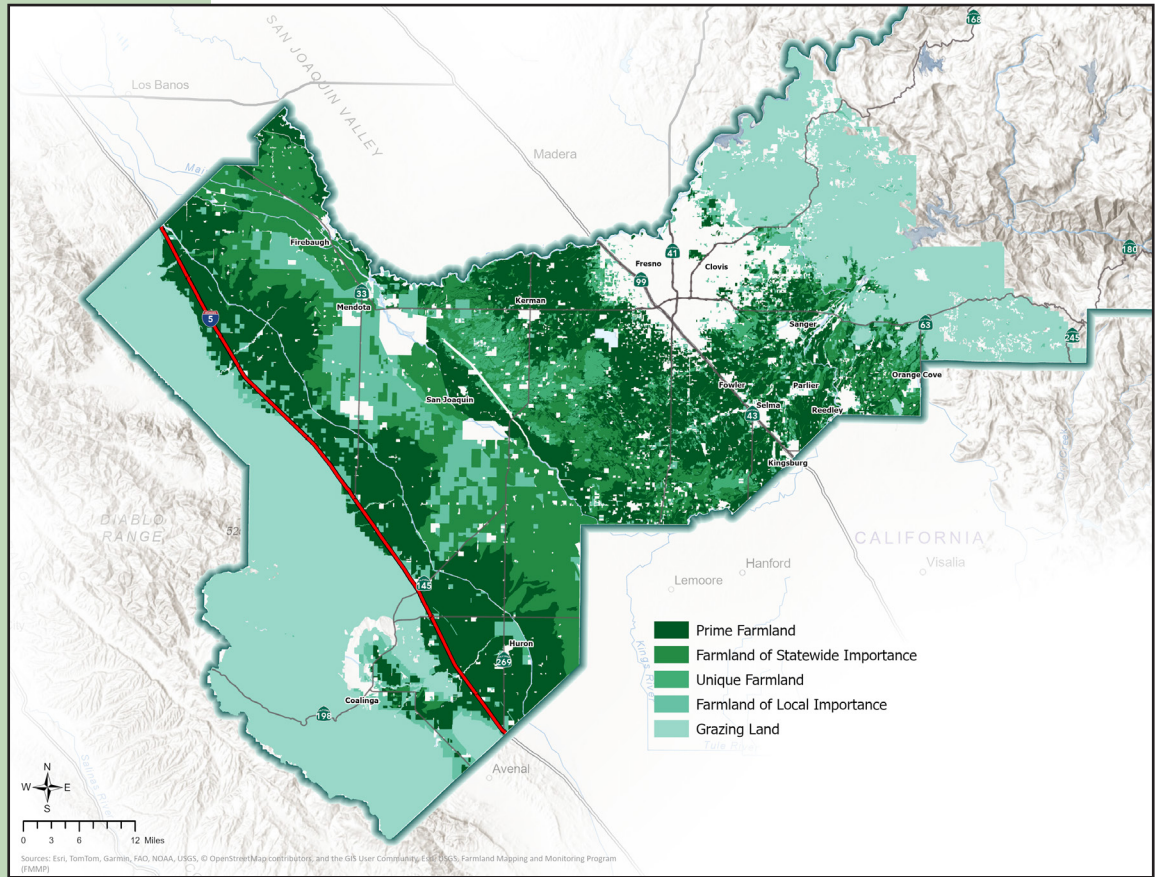 168
SAN JOAQUIN VALLEY
Los Banos
Madera
Mai
Firebaugh
180
41
Fresno
Clovis
99
33
Mendota
Kerman
5
Sanger
63
245
Orange Cove
Fowler
Parlier
San Joaquin
Selma
Reedley
43
Kingsburg
DIABLO
RANGE
CALIFORNIA
Hanford
Visalia
Lemoore
145
Prime Farmland
Huron
Farmland of Statewide Importance
269
Unique Farmland
Coalinga
Farmland of Local Importance
198
Grazing Land
Avenal
N
W E
S
0 3 6 12 Miles
Sources: Esri, TomTom, Garmin, FAO, NOAA, USGS, © OpenStreetMap contributors, and the GIS User Community, Esri, USGS, Farmland Mapping and Monitoring Program
(FMMP)